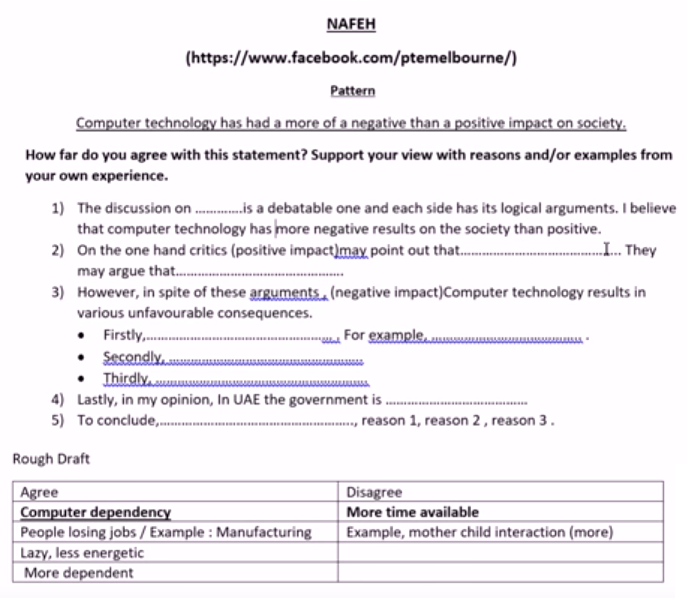 NAFEH
(https://www.facebook.com/ptemelbourne/)
Pattern
Computer technology has had a more of a negative than a positive impact on society.
How far do you agree with this statement? Support your view with reasons and/or examples from
your own experience.
1) The discussion on .............is a debatable one and each side has its logical arguments. I believe
that computer technology has more negative results on the society than positive.
2) On the one hand critics (positive impact)may point out that....................................... They
may argue that.............................................
3) However, in spite of these arguments , (negative impact)Computer technology results in
various unfavourable consequences.
• Firstly,.................................................. , For example, ........................................ .
• Secondly, ....................................................
• Thirdly, .........................................................
4) Lastly, in my opinion, In UAE the government is ......................................
5) To conclude,...................................................., reason 1, reason 2 , reason 3 .
Rough Draft
Agree Disagree
Computer dependency More time available
People losing jobs / Example : Manufacturing Example, mother child interaction (more)
Lazy, less energetic
More dependent